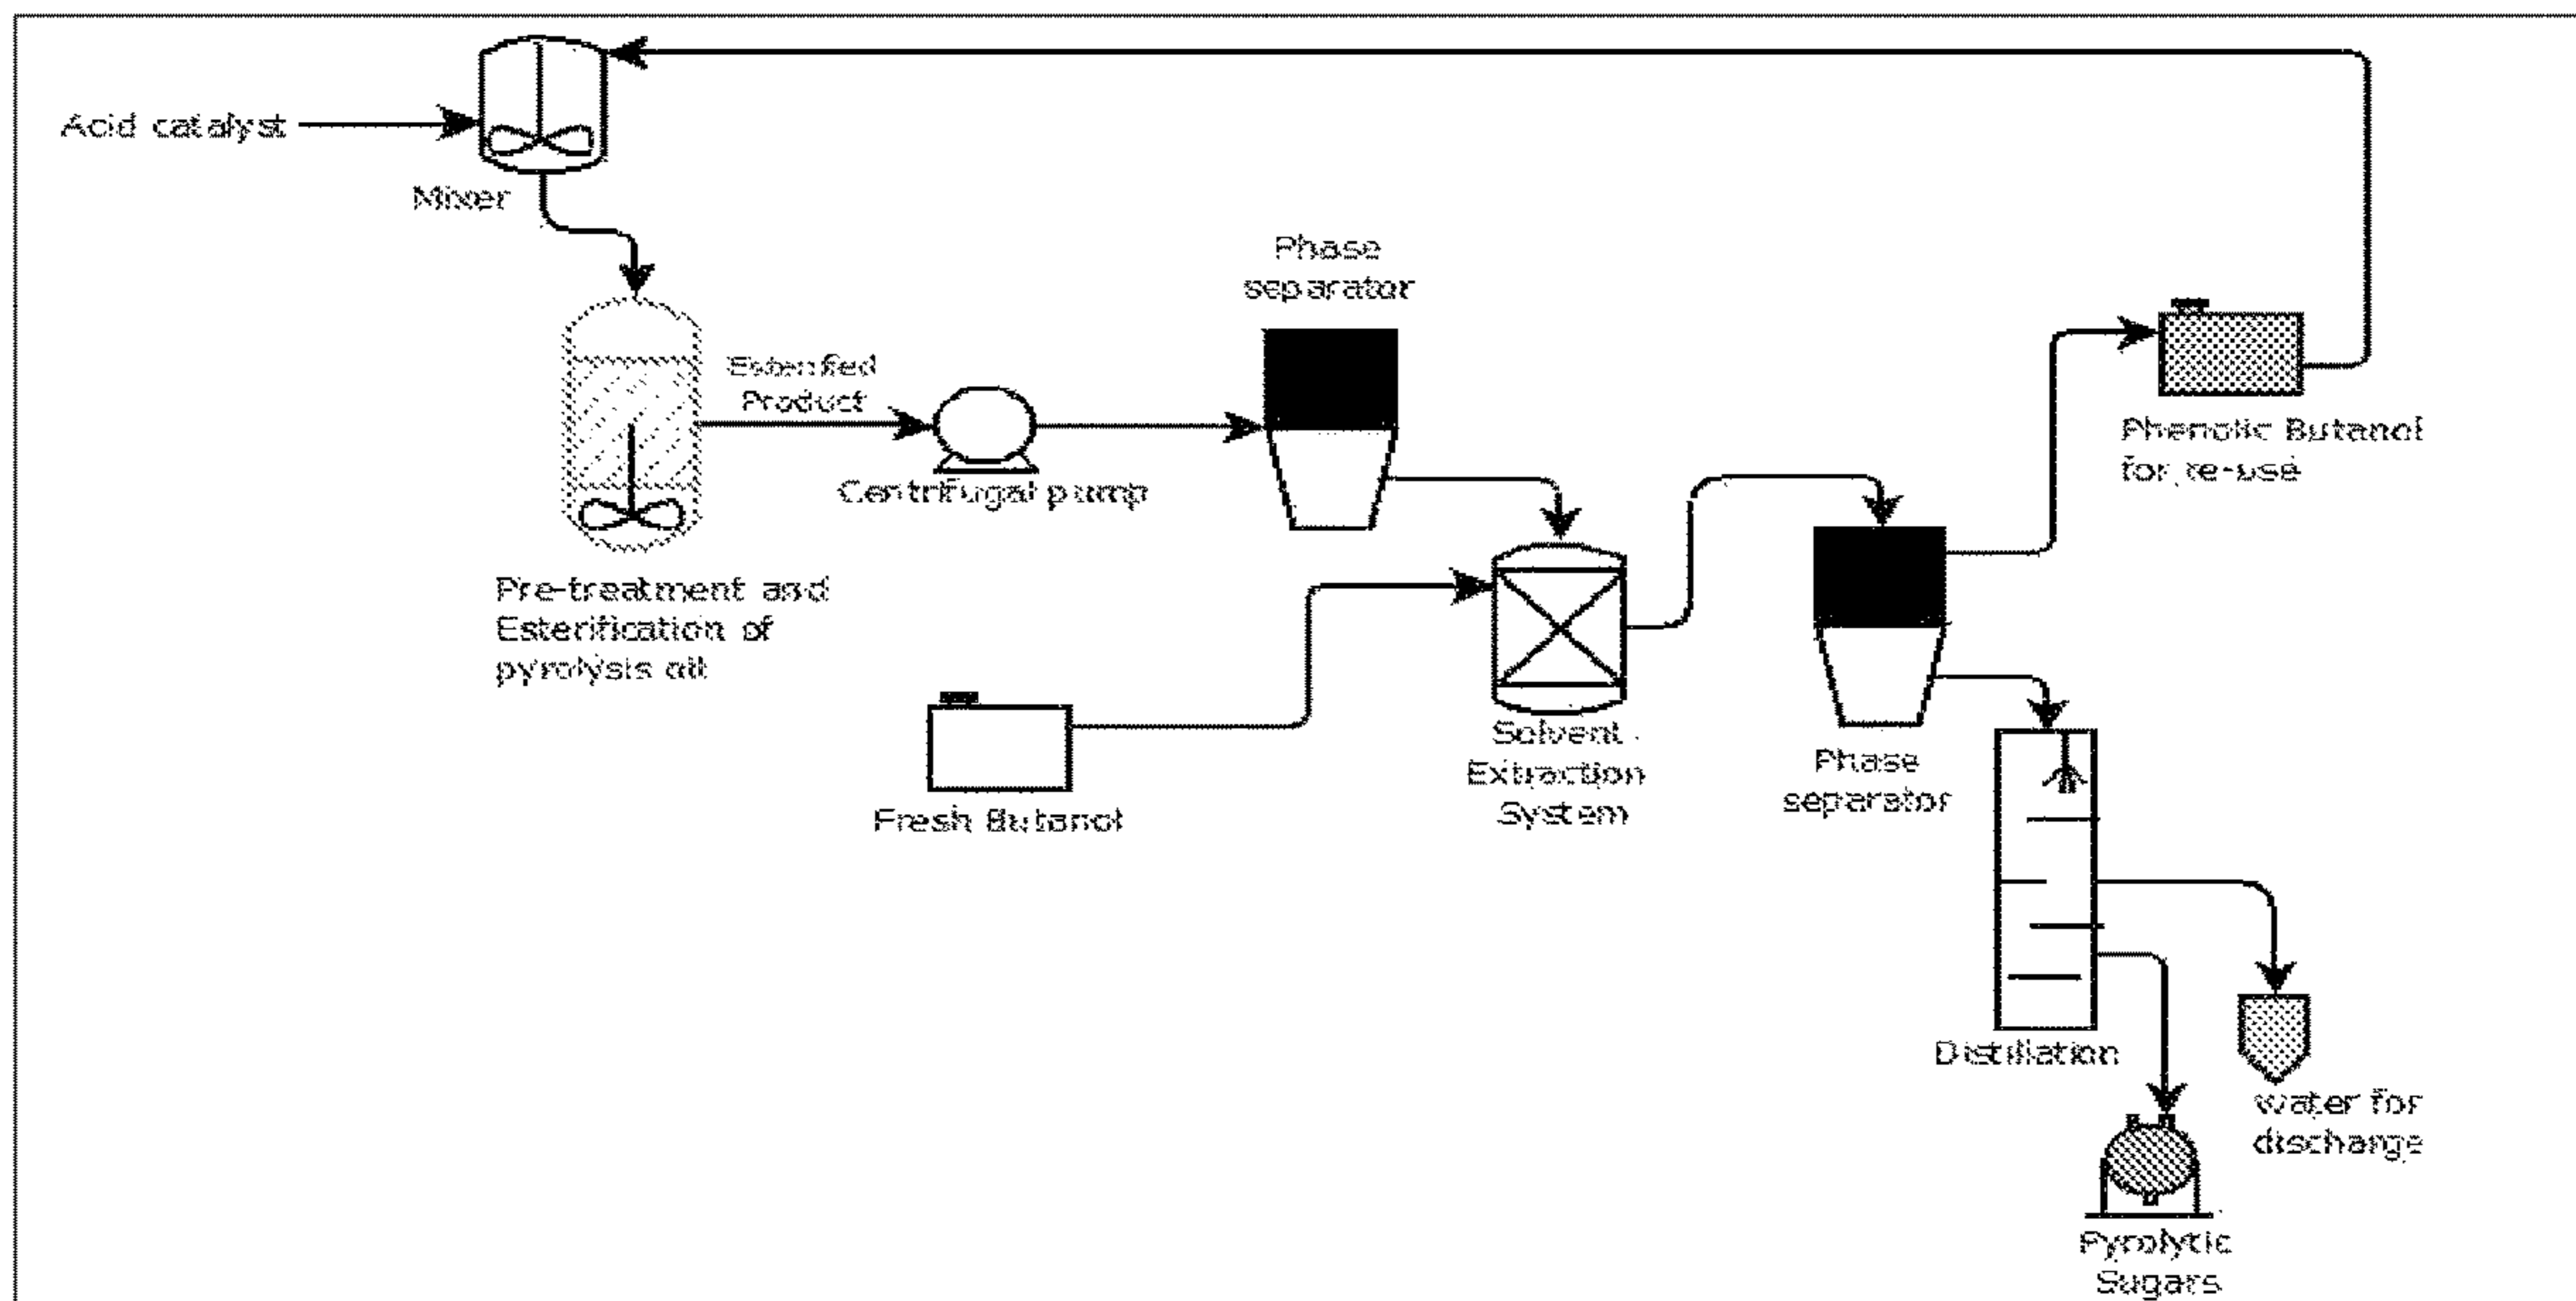 Acid catalyst
Mixer
Phase
separator
Esterified
Product
Centrifugal pump
Phenolic Butanol
for re-use
Pre-treatment and
Esterification of
pyrolysis oil
Fresh Butanol
Solvent
Extraction
System
Phase
separator
Distillation
water for
discharge
Pyrolytic
Sugars